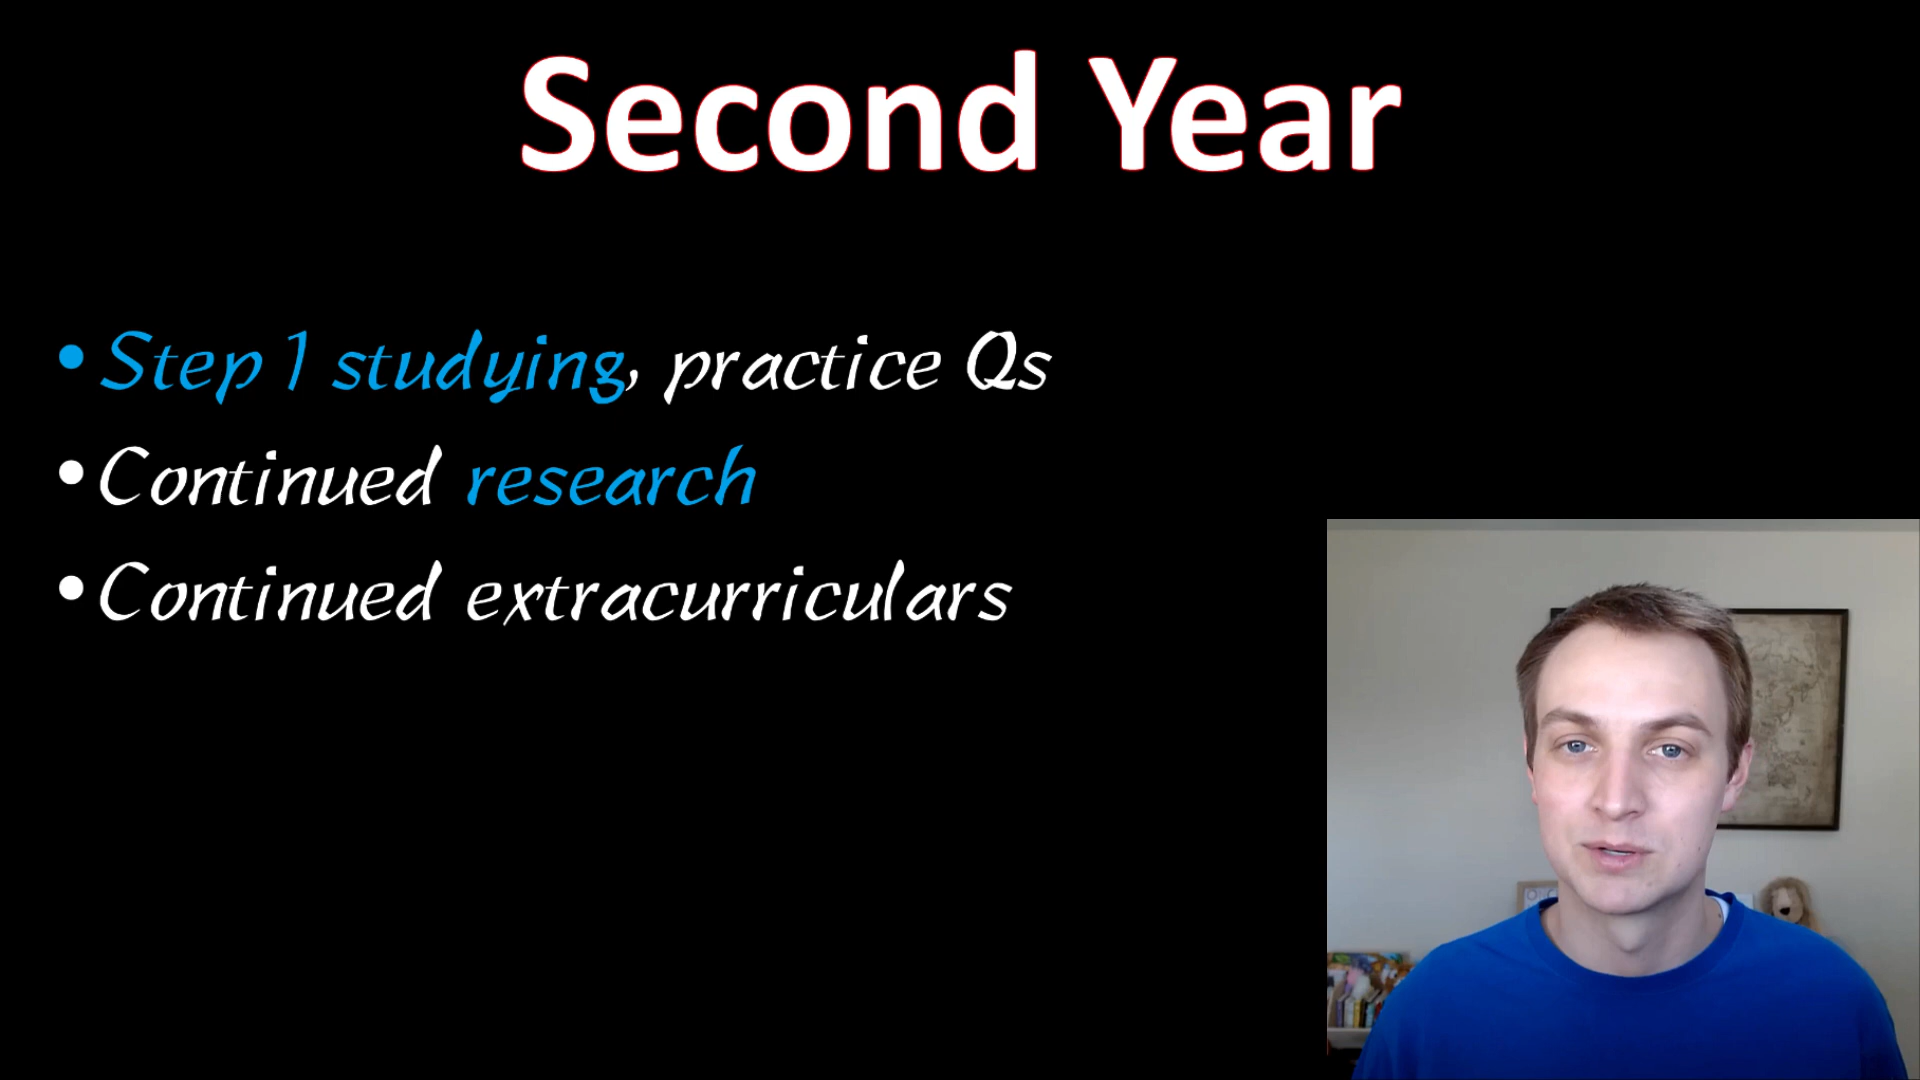 Second Year
• Step 1 studying, practice Qs
• Continued research
• Continued extracurriculars